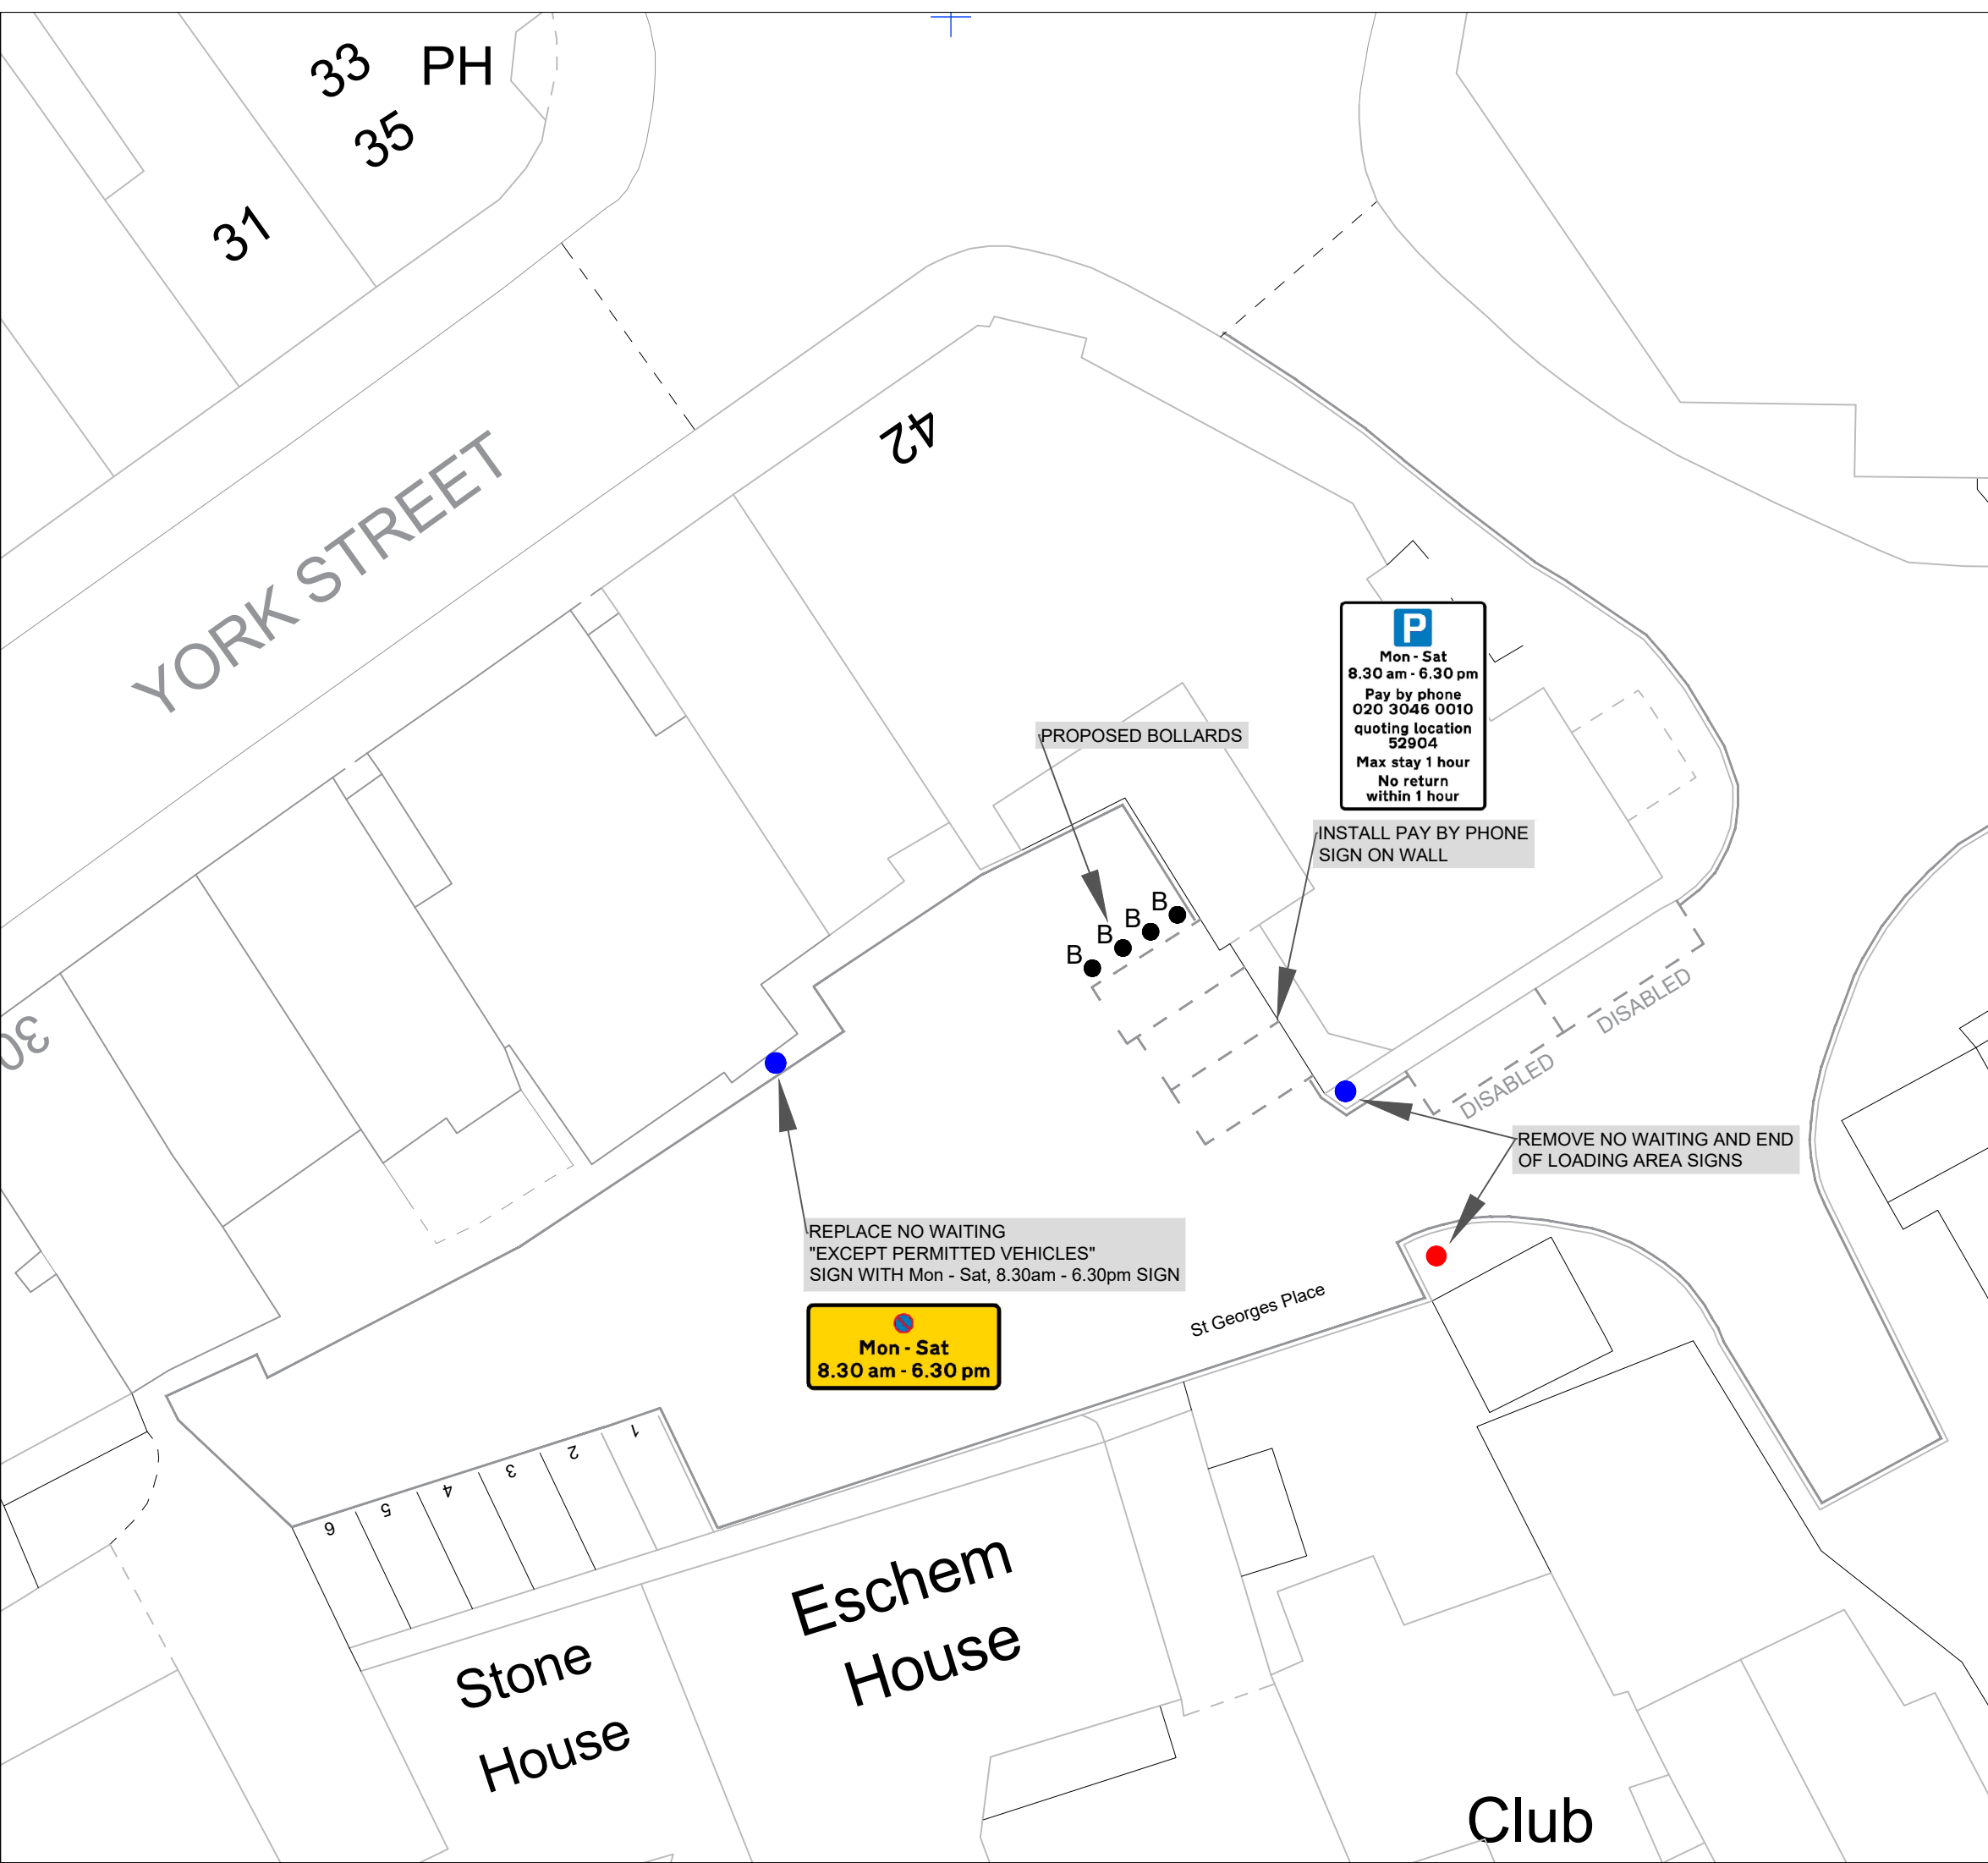 33
PH
35
31
42
YORK STREET
P
Mon - Sat
8.30 am - 6.30 pm
Pay by phone
020 3046 0010
quoting location
52904
Max stay 1 hour
No return
within 1 hour
PROPOSED BOLLARDS
INSTALL PAY BY PHONE
SIGN ON WALL
B
B
B
B
30
DISABLED
DISABLED
REMOVE NO WAITING AND END
OF LOADING AREA SIGNS
REPLACE NO WAITING
"EXCEPT PERMITTED VEHICLES"
SIGN WITH Mon - Sat, 8.30am - 6.30pm SIGN
St Georges Place
Mon - Sat
8.30 am - 6.30 pm
1
2
3
4
5
6
Eschem
House
Stone
House
Club